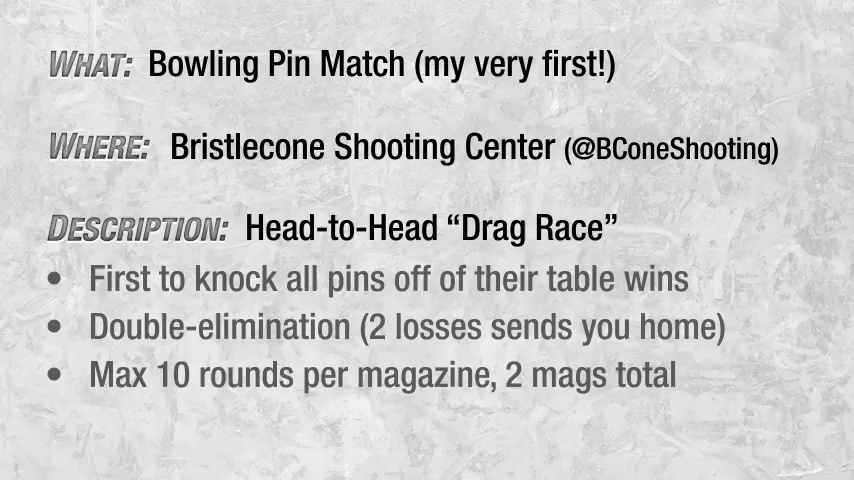 WHAT: Bowling Pin Match (my very first!)
WHERE: Bristlecone Shooting Center (@BConeShooting)
DESCRIPTION: Head-to-Head “Drag Race”
• First to knock all pins off of their table wins
• Double-elimination (2 losses sends you home)
• Max 10 rounds per magazine, 2 mags total